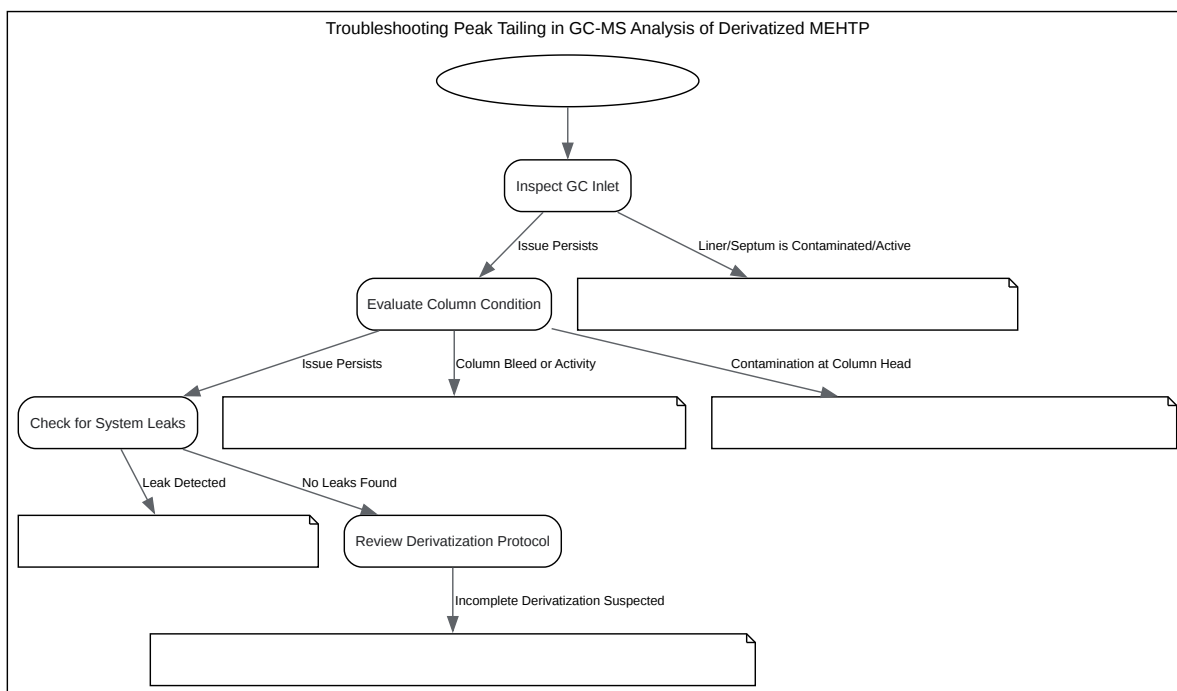 Troubleshooting Peak Tailing in GC-MS Analysis of Derivatized MEHTP
Inspect GC Inlet
Issue Persists
Liner/Septum is Contaminated/Active
Evaluate Column Condition
Issue Persists
Column Bleed or Activity
Contamination at Column Head
Check for System Leaks
Leak Detected
No Leaks Found
Review Derivatization Protocol
Incomplete Derivatization Suspected